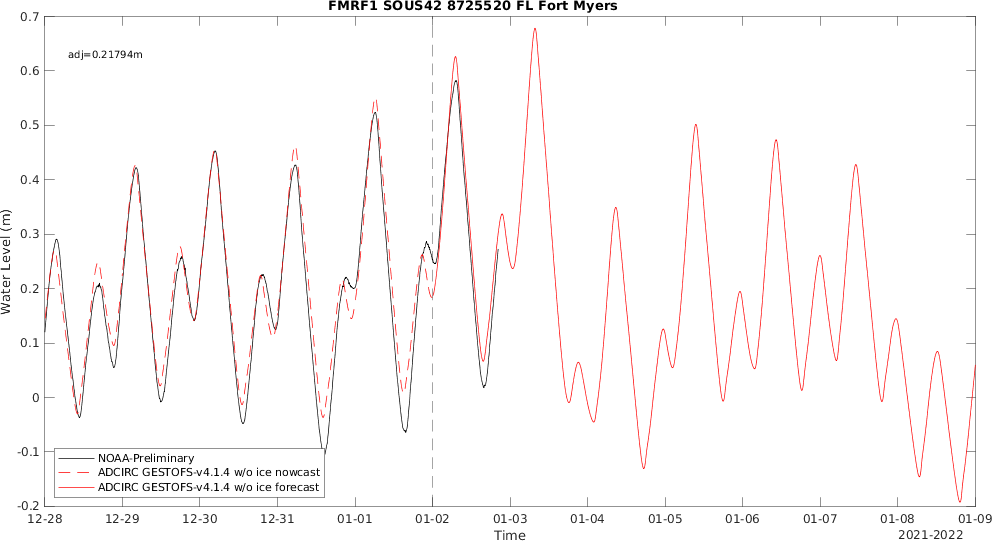 FMRF1 SOUS42 8725520 FL Fort Myers
adj=0.21794m
0.7
0.6
0.5
0.4
0.3
0.2
0.1
0
-0.1
-0.2
Water Level (m)
NOAA-Preliminary
ADCIRC GESTOFS-v4.1.4 w/o ice nowcast
ADCIRC GESTOFS-v4.1.4 w/o ice forecast
12-28 12-29 12-30 12-31 01-01 01-02 01-03 01-04 01-05 01-06 01-07 01-08 01-09
Time
2021-2022